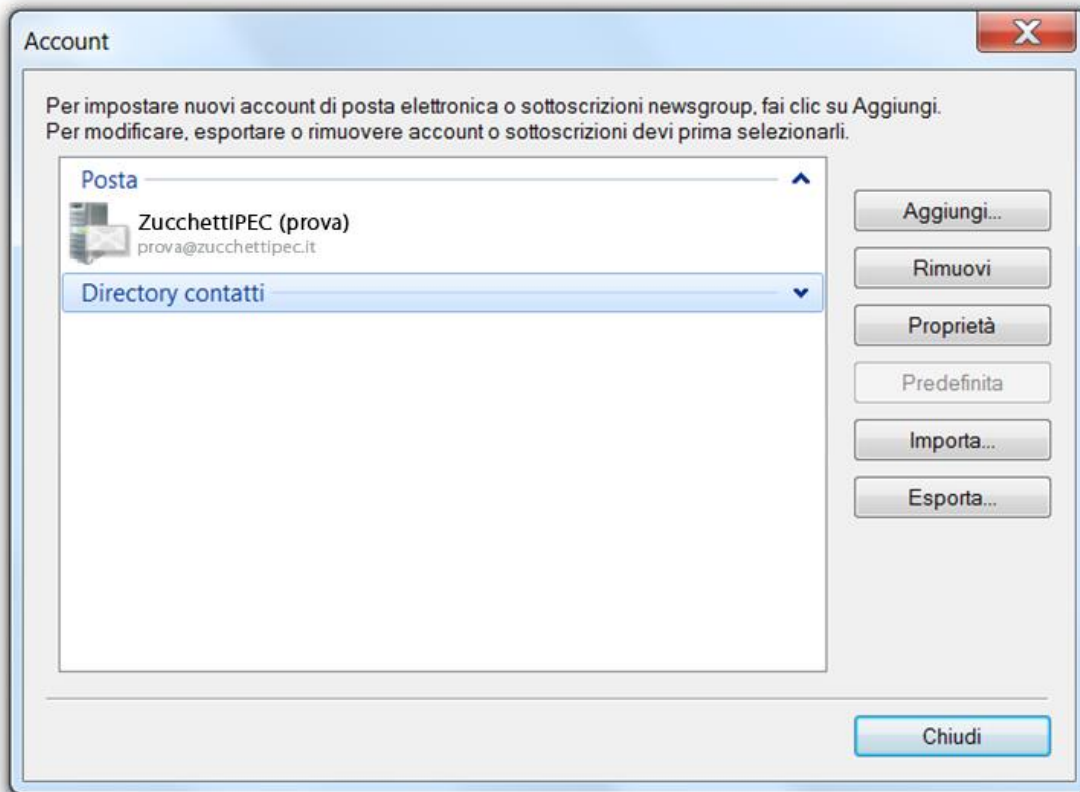 Account
Per impostare nuovi account di posta elettronica o sottoscrizioni newsgroup, fai clic su Aggiungi.
Per modificare, esportare o rimuovere account o sottoscrizioni devi prima selezionarli.
Posta
ZucchettiPEC (prova)
prova@zucchettipec.it
Directory contatti
Aggiungi...
Rimuovi
Proprietà
Predefinita
Importa...
Esporta...
Chiudi